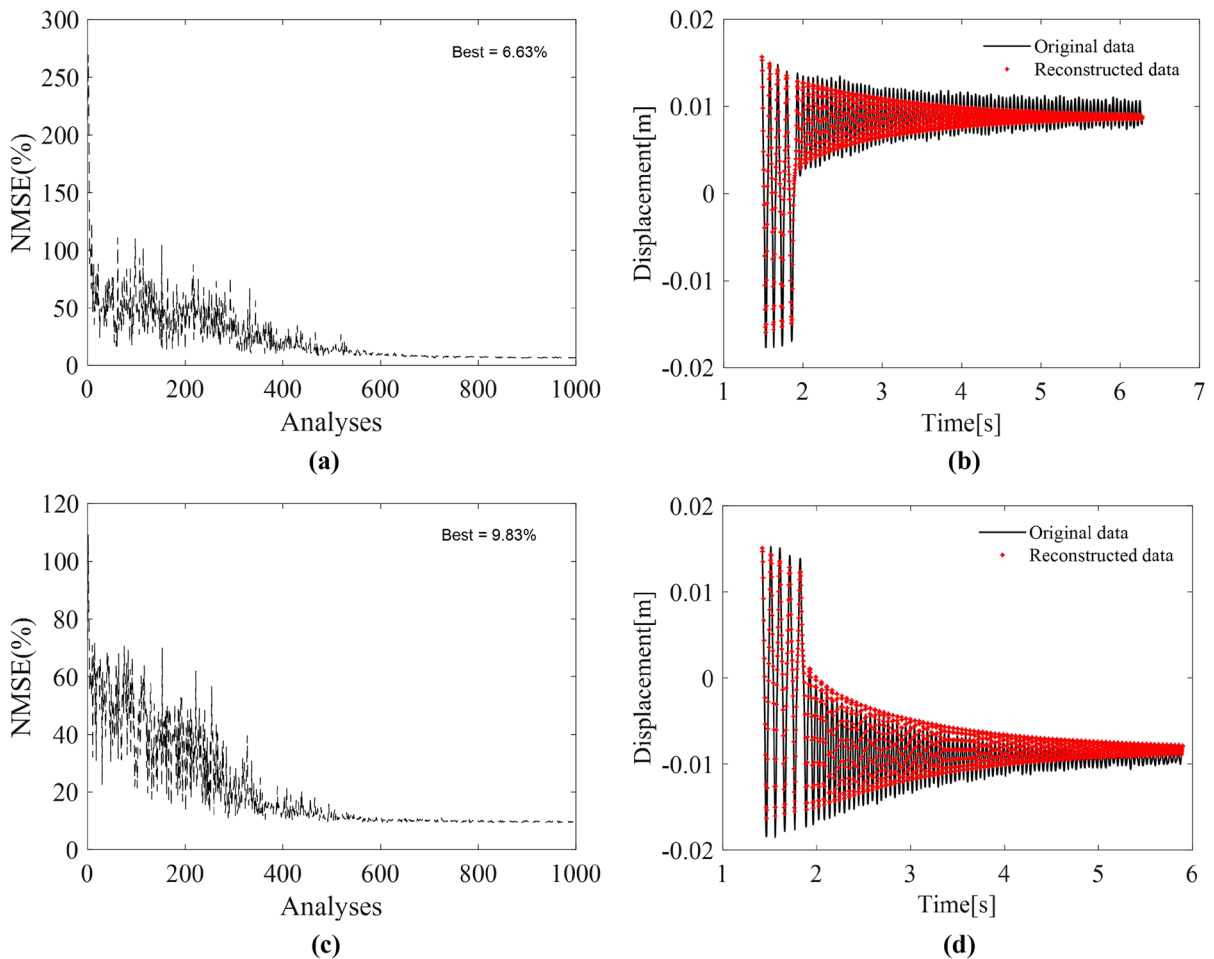 300
250
200
150
100
50
0
0 200 400 600 800 1000
NMSE(%)
Analyses
Best = 6.63%
(a)
0.02
0.01
0
-0.01
-0.02
1 2 3 4 5 6 7
Displacement[m]
Time[s]
Original data
Reconstructed data
(b)
120
100
80
60
40
20
0
0 200 400 600 800 1000
NMSE(%)
Analyses
Best = 9.83%
(c)
0.02
0.01
0
-0.01
-0.02
1 2 3 4 5 6
Displacement[m]
Time[s]
Original data
Reconstructed data
(d)